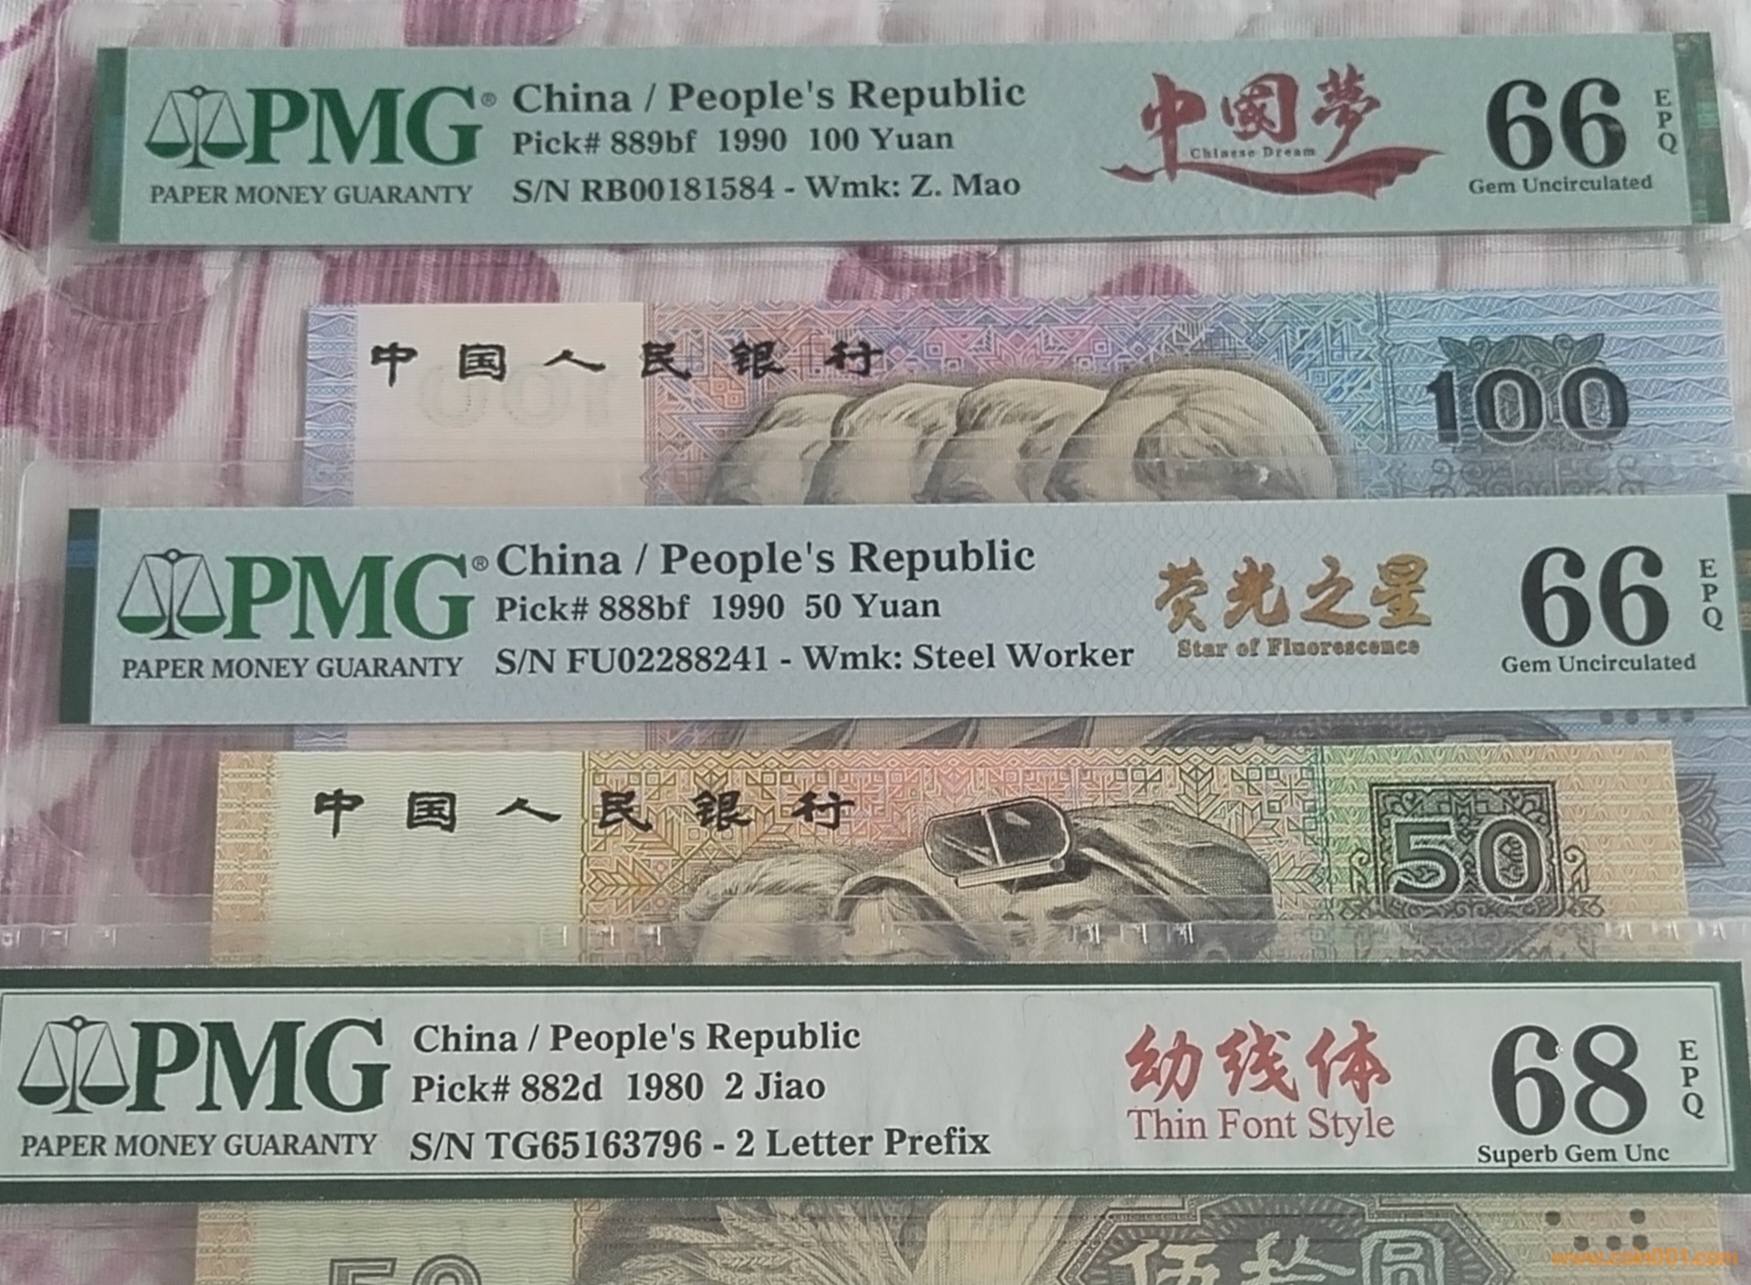 PMG®
PAPER MONEY GUARANTY
China / People's Republic
Pick# 889bf 1990 100 Yuan
S/N RB00181584 - Wmk: Z. Mao
中國夢
Chinese Dream
66
EPQ
Gem Uncirculated
中国人民银行
100
100
PMG®
PAPER MONEY GUARANTY
China / People's Republic
Pick# 888bf 1990 50 Yuan
S/N FU02288241 - Wmk: Steel Worker
荧光之星
Star of Fluorescence
66
EPQ
Gem Uncirculated
中国人民银行
50
PMG
PAPER MONEY GUARANTY
China / People's Republic
Pick# 882d 1980 2 Jiao
S/N TG65163796 - 2 Letter Prefix
幼线体
Thin Font Style
68
EPQ
Superb Gem Unc
50
伍拾圆
www.coin001.com